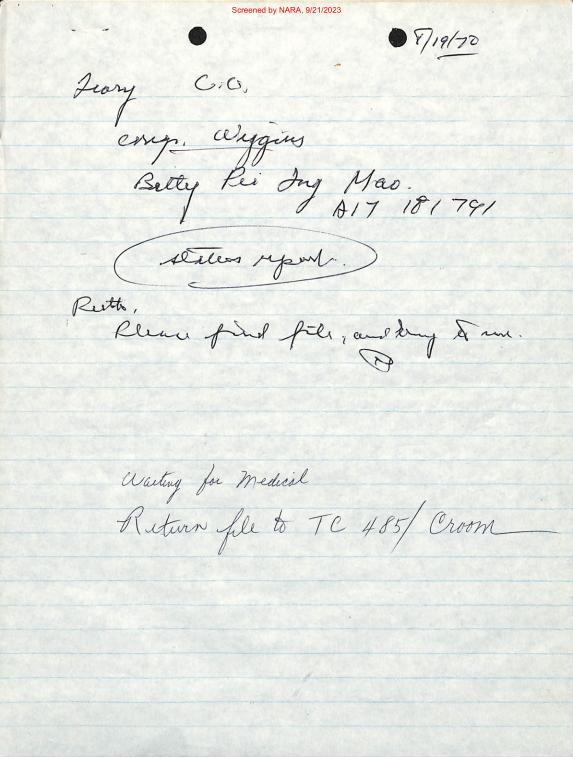 Screened by NARA, 9/21/2023
8/19/70
C.O.
Cong. Wiggins
Betty Pei Ing Mao.
A17 181 791
status report.
Ruth,
Please find file, and bring to me.
Waiting for Medical
Return file to TC 485/ Croom